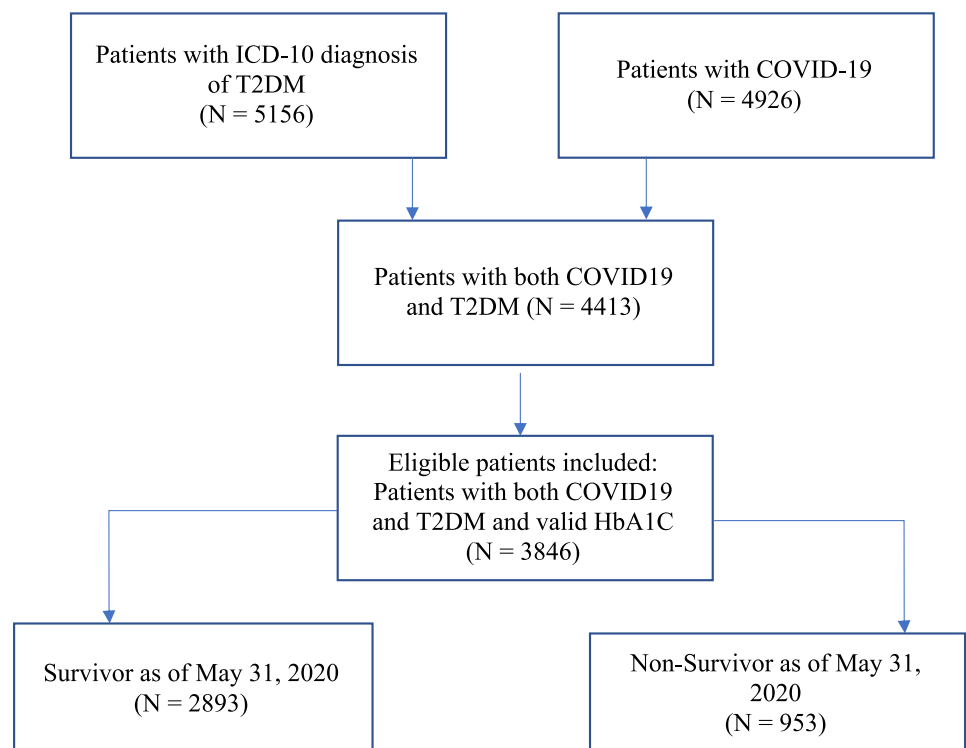 Patients with ICD-10 diagnosis
of T2DM
(N = 5156)
Patients with COVID-19
(N = 4926)
Patients with both COVID19
and T2DM (N = 4413)
Eligible patients included:
Patients with both COVID19
and T2DM and valid HbA1C
(N = 3846)
Survivor as of May 31, 2020
(N = 2893)
Non-Survivor as of May 31,
2020
(N = 953)